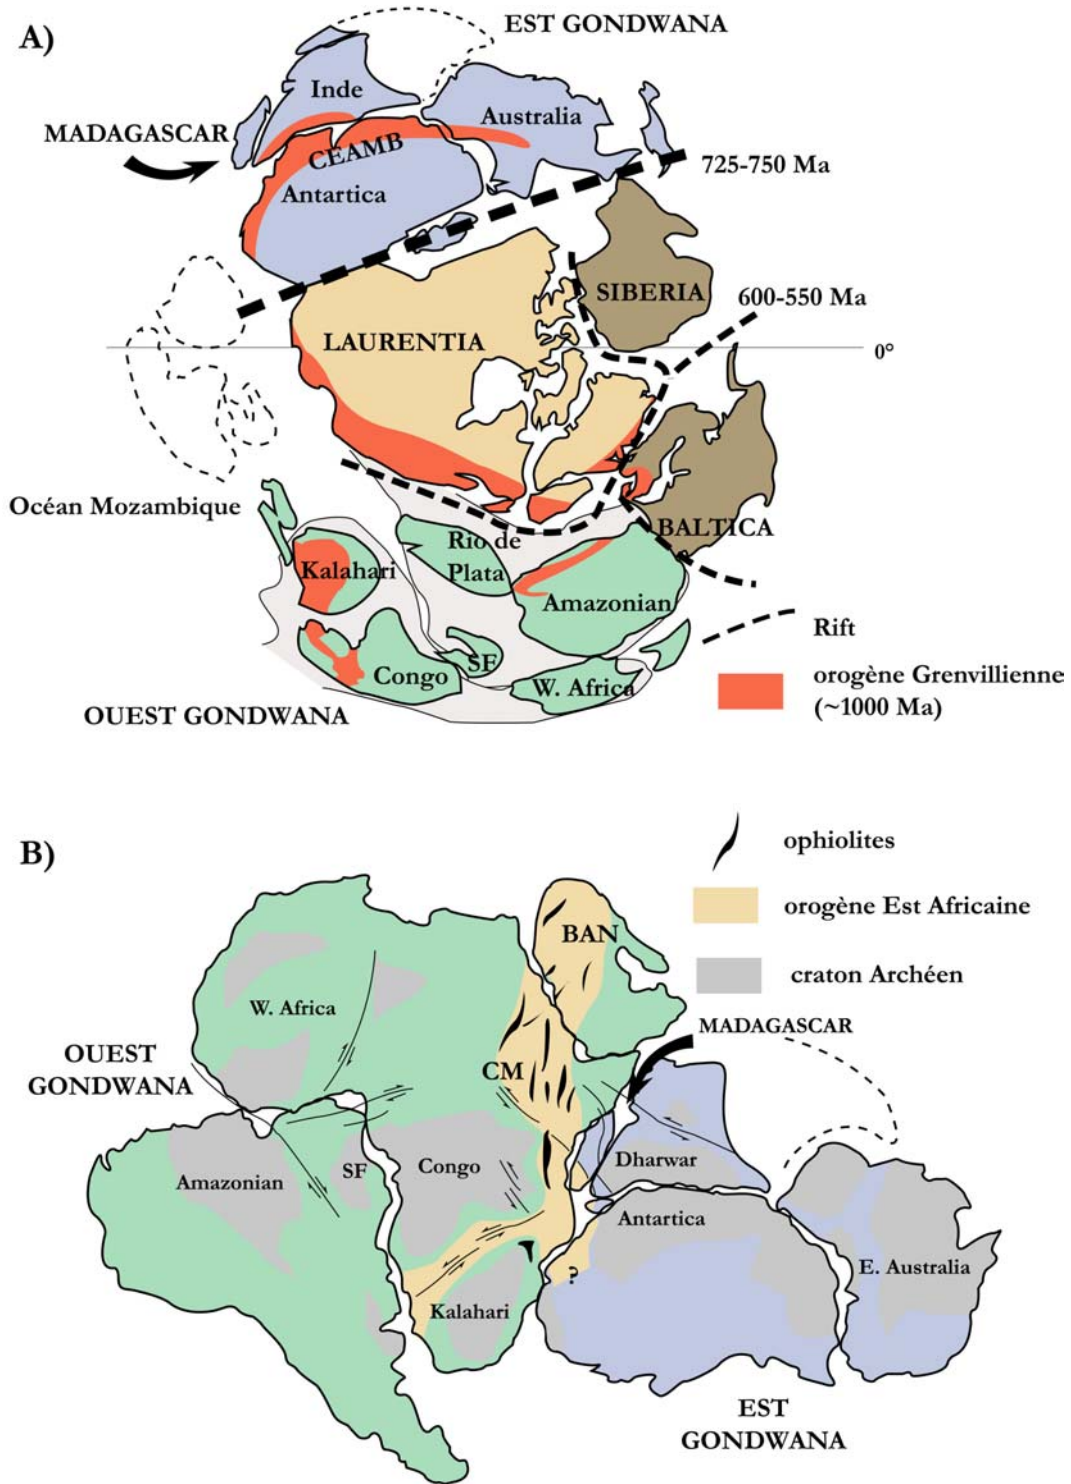 A)
EST GONDWANA
Inde
Australia
MADAGASCAR
CEAMB
725-750 Ma
Antartica
SIBERIA
600-550 Ma
LAURENTIA
0°
Océan Mozambique
BALTICA
Rio de
Plata
Kalahari
Amazonian
Rift
SF
Congo
W. Africa
orogène Grenvillienne
(~1000 Ma)
OUEST GONDWANA
B)
ophiolites
orogène Est Africaine
BAN
craton Archéen
W. Africa
MADAGASCAR
OUEST
GONDWANA
CM
Dharwar
SF
Congo
Amazonian
Antartica
E. Australia
?
Kalahari
EST
GONDWANA